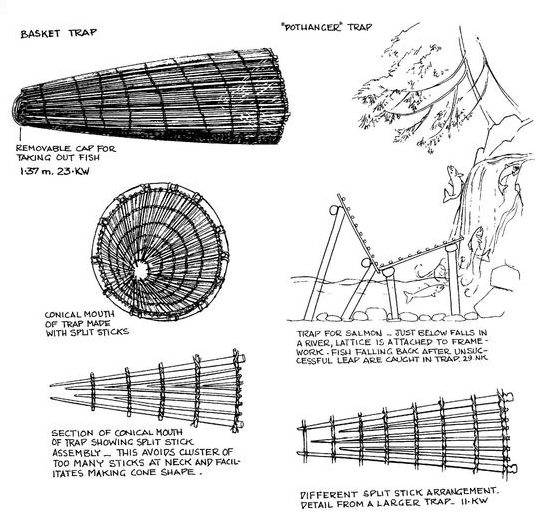 BASKET TRAP
"POTHANGER" TRAP
REMOVABLE CAP FOR
TAKING OUT FISH
1·37 m. 23·KW
CONICAL MOUTH
OF TRAP MADE
WITH SPLIT STICKS
TRAP FOR SALMON _ JUST BELOW FALLS IN
A RIVER, LATTICE IS ATTACHED TO FRAME-
WORK. FISH FALLING BACK AFTER UNSUC-
CESSFUL LEAP ARE CAUGHT IN TRAP. 29 NK
SECTION OF CONICAL MOUTH
OF TRAP SHOWING SPLIT STICK
ASSEMBLY _ THIS AVOIDS CLUSTER OF
TOO MANY STICKS AT NECK AND FACIL-
ITATES MAKING CONE SHAPE.
DIFFERENT SPLIT STICK ARRANGEMENT.
DETAIL FROM A LARGER TRAP_ 11·KW